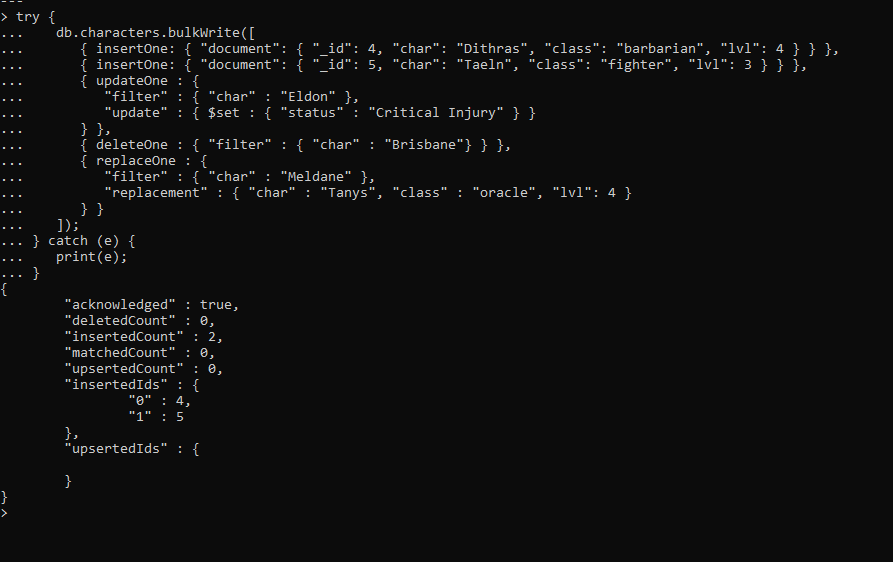 ---
> try {
...    db.characters.bulkWrite([
...       { insertOne: { "document": { "_id": 4, "char": "Dithras", "class": "barbarian", "lvl": 4 } } },
...       { insertOne: { "document": { "_id": 5, "char": "Taeln", "class": "fighter", "lvl": 3 } } },
...       { updateOne : {
...          "filter" : { "char" : "Eldon" },
...          "update" : { $set : { "status" : "Critical Injury" } }
...       } },
...       { deleteOne : { "filter" : { "char" : "Brisbane"} } },
...       { replaceOne : {
...          "filter" : { "char" : "Meldane" },
...          "replacement" : { "char" : "Tanys", "class" : "oracle", "lvl": 4 }
...       } }
...    ]);
... } catch (e) {
...    print(e);
... }
{
        "acknowledged" : true,
        "deletedCount" : 0,
        "insertedCount" : 2,
        "matchedCount" : 0,
        "upsertedCount" : 0,
        "insertedIds" : {
                "0" : 4,
                "1" : 5
        },
        "upsertedIds" : {

        }
}
>